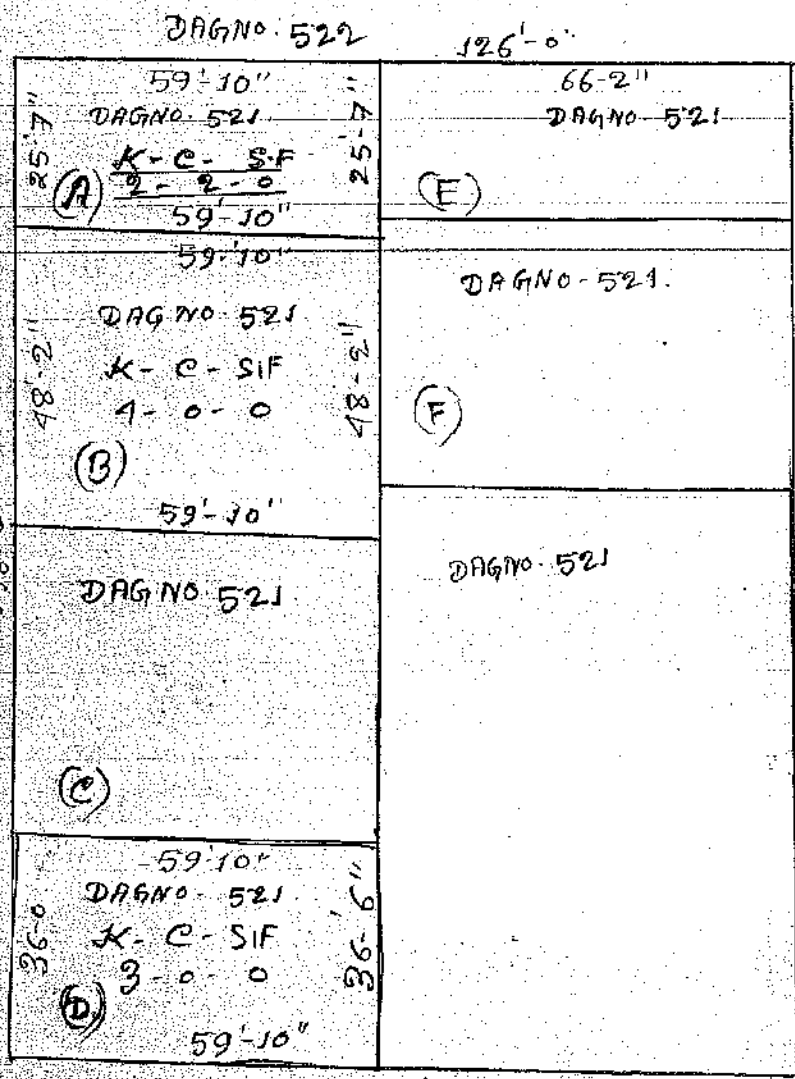 DAGNO. 522
126'-0"
59'-10"
DAGNO. 521.
25'-7"
25'-7"
K - C - S.F
2 - 2 - 0
(A)
59'-10"
66-2"
DAGNO-521
(E)
59'-10"
DAGNO. 521
48'-2"
48'-2"
K - C - S.F
4 - 0 - 0
(B)
59'-10"
DAGNO-521.
(F)
DAGNO 521
(C)
DAGNO. 521
59'10"
DAGNO - 521.
36-0
36-6"
K - C - S.F
3 - 0 - 0
(D)
59'-10"